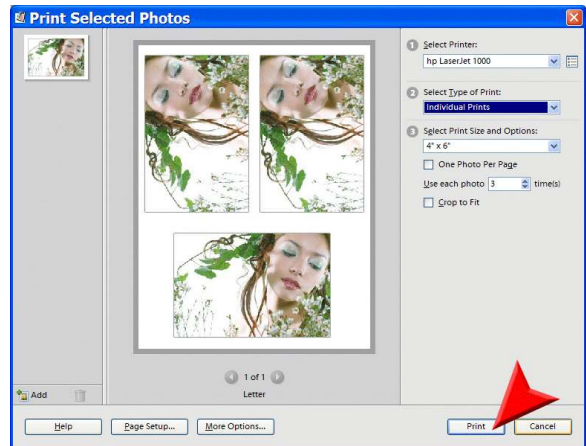 Print Selected Photos
1 Select Printer:
hp LaserJet 1000
2 Select Type of Print:
Individual Prints
3 Select Print Size and Options:
4" x 6"
One Photo Per Page
Use each photo 3 time(s)
Crop to Fit
1 of 1
Letter
Add
Help
Page Setup...
More Options...
Print
Cancel